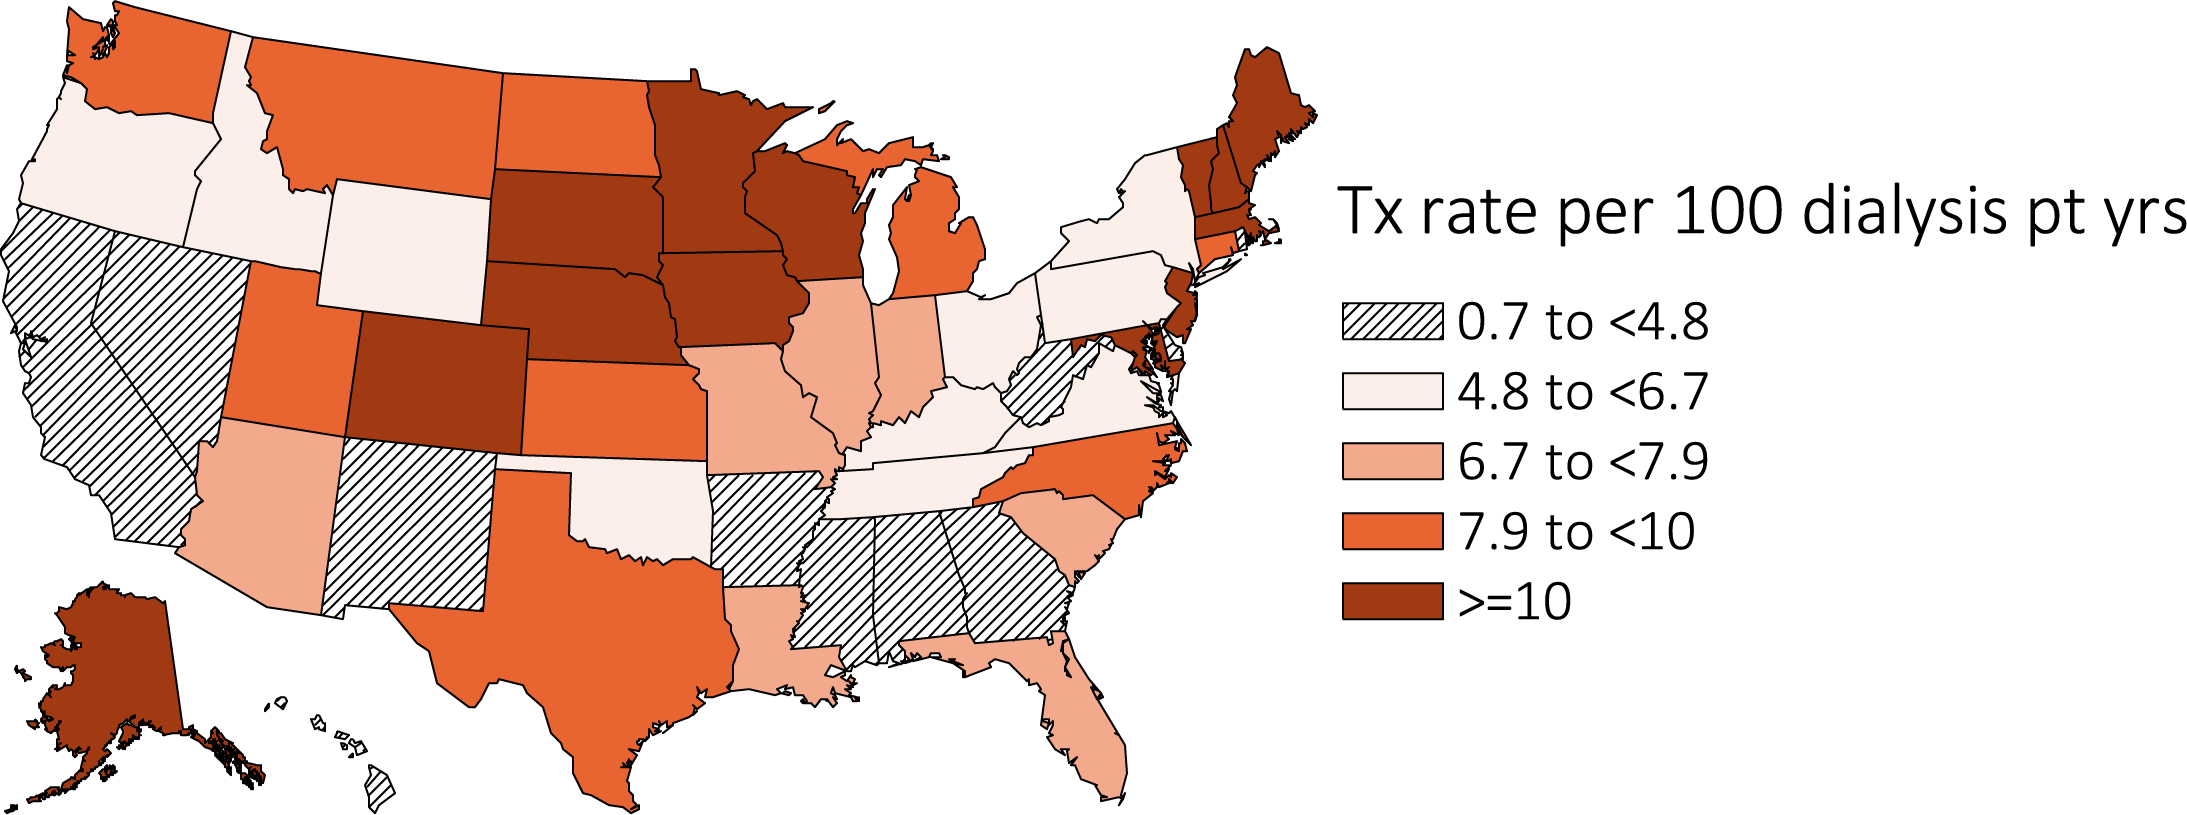 Tx rate per 100 dialysis pt yrs
0.7 to <4.8
4.8 to <6.7
6.7 to <7.9
7.9 to <10
>=10